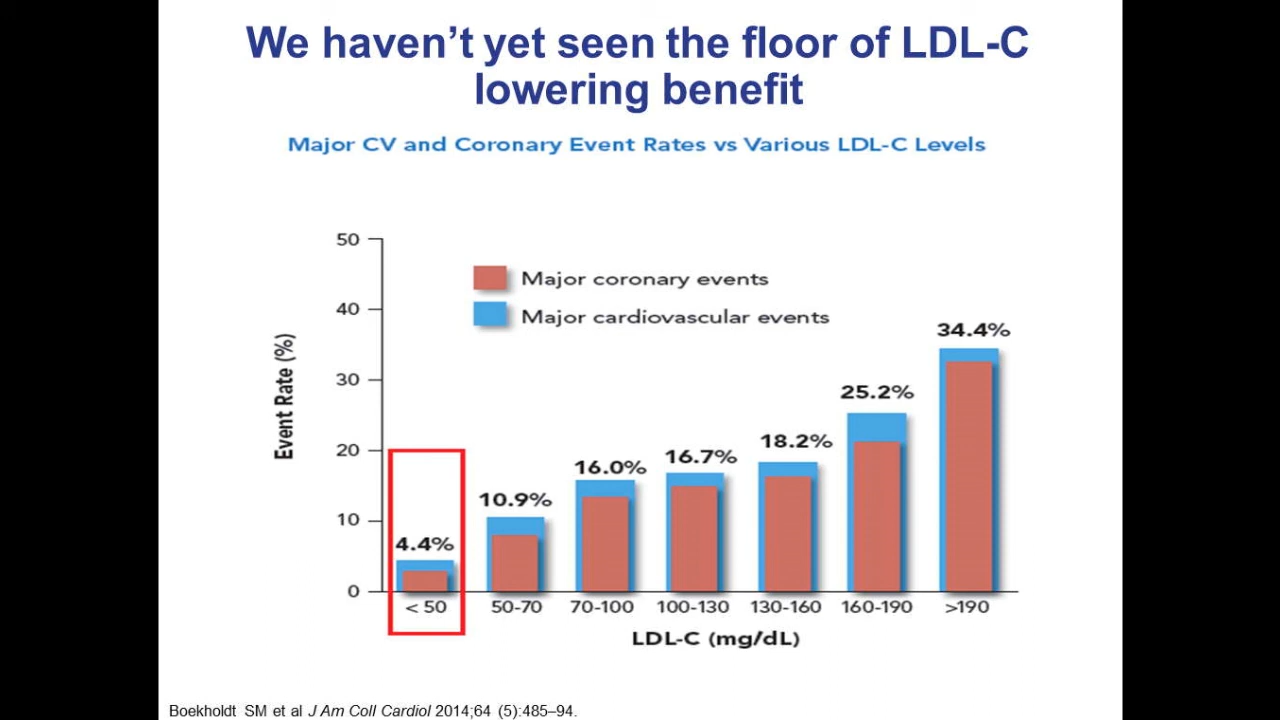 We haven't yet seen the floor of LDL-C
lowering benefit
Major CV and Coronary Event Rates vs Various LDL-C Levels
50
40
30
20
10
0
Event Rate (%)
Major coronary events
Major cardiovascular events
4.4%
10.9%
16.0%
16.7%
18.2%
25.2%
34.4%
< 50
50-70
70-100
100-130
130-160
160-190
>190
LDL-C (mg/dL)
Boekholdt SM et al J Am Coll Cardiol 2014;64 (5):485–94.